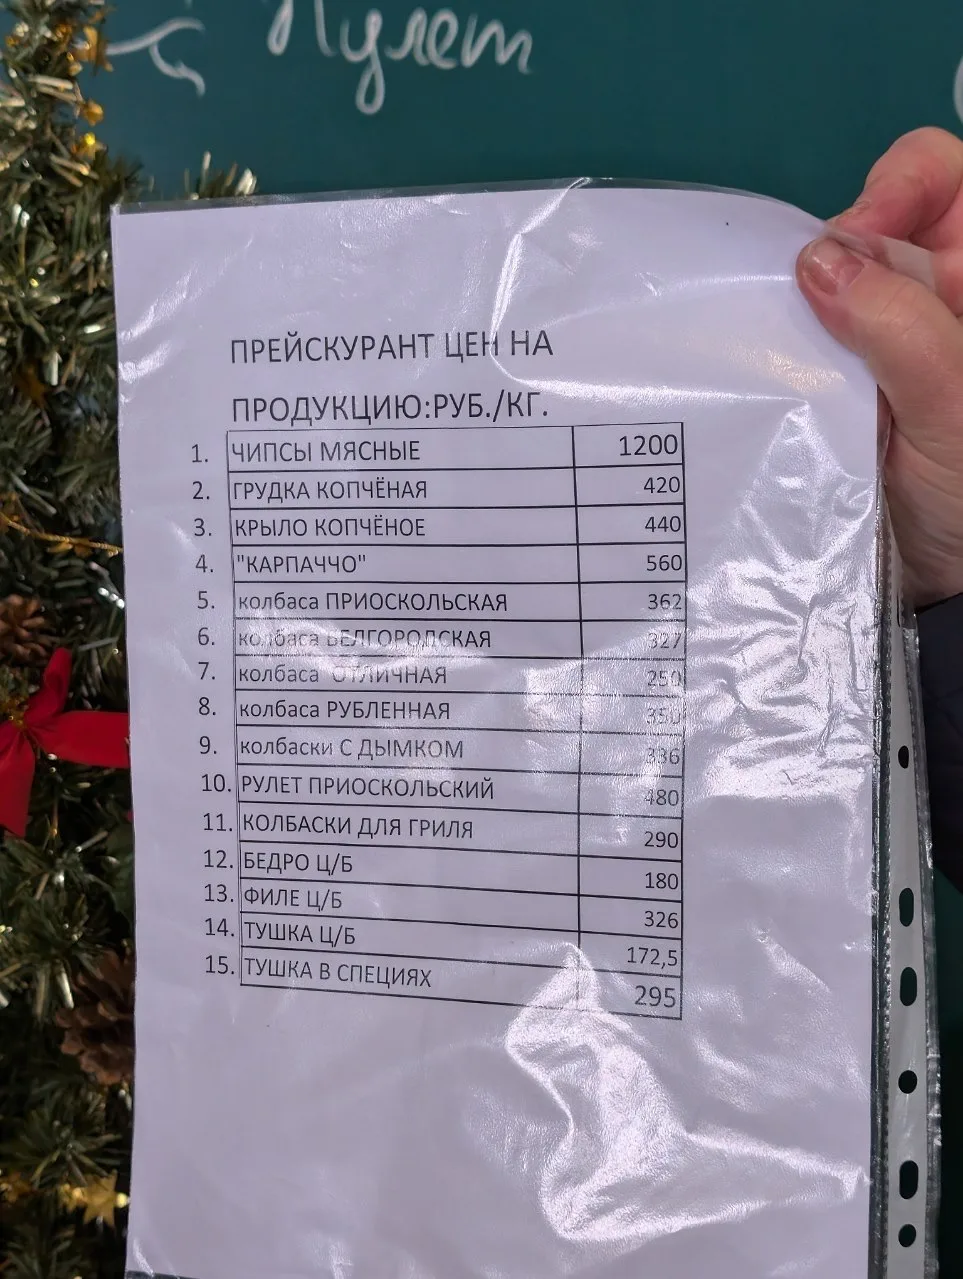 Пулет
ПРЕЙСКУРАНТ ЦЕН НА
ПРОДУКЦИЮ:РУБ./КГ.
1. ЧИПСЫ МЯСНЫЕ 1200
2. ГРУДКА КОПЧЁНАЯ 420
3. КРЫЛО КОПЧЁНОЕ 440
4. "КАРПАЧЧО" 560
5. колбаса ПРИОСКОЛЬСКАЯ 362
6. колбаса БЕЛГОРОДСКАЯ 327
7. колбаса ОТЛИЧНАЯ 250
8. колбаса РУБЛЕННАЯ 350
9. колбаски С ДЫМКОМ 336
10. РУЛЕТ ПРИОСКОЛЬСКИЙ 480
11. КОЛБАСКИ ДЛЯ ГРИЛЯ 290
12. БЕДРО Ц/Б 180
13. ФИЛЕ Ц/Б 326
14. ТУШКА Ц/Б 172,5
15. ТУШКА В СПЕЦИЯХ 295